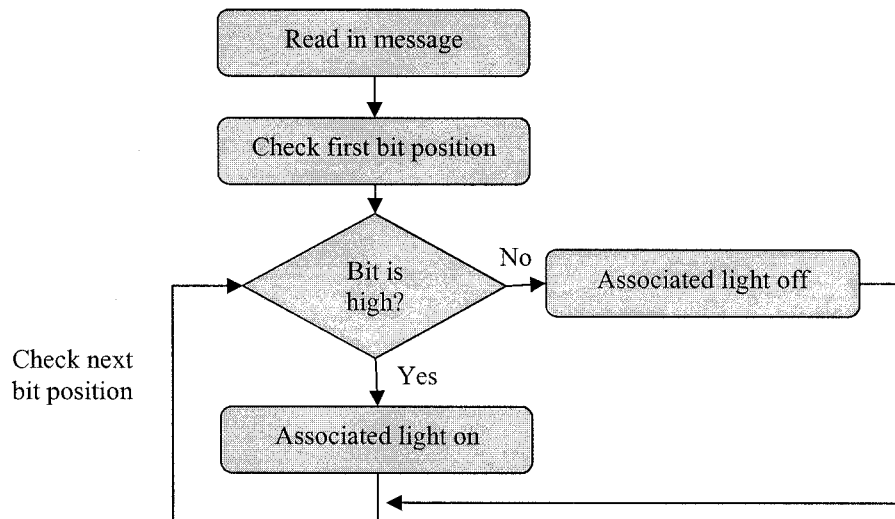 Read in message
Check first bit position
Bit is
high?
No
Associated light off
Check next
bit position
Yes
Associated light on